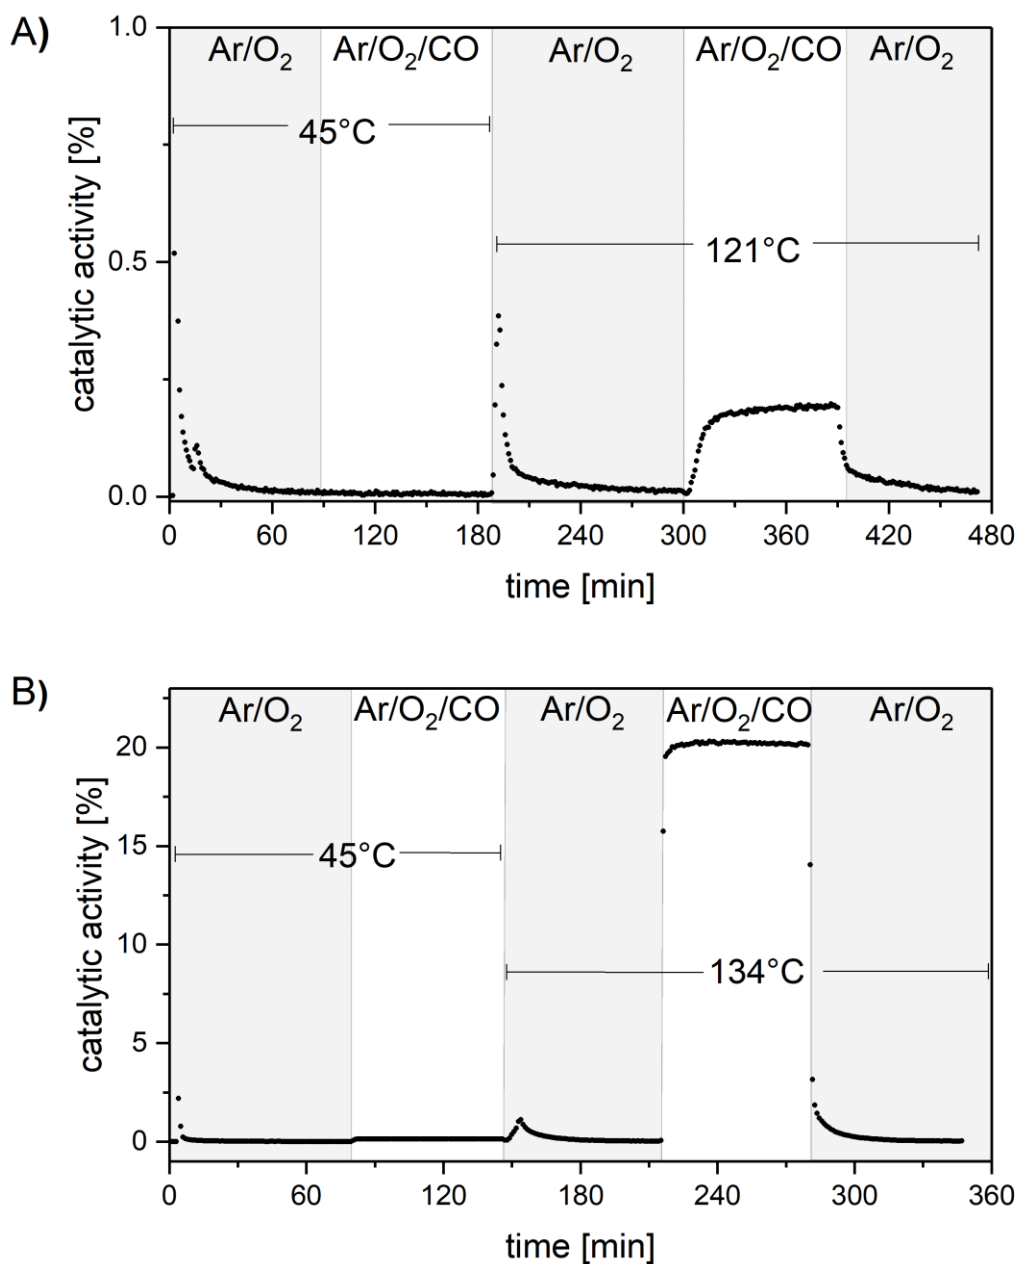 A)
Ar/O₂ Ar/O₂/CO Ar/O₂ Ar/O₂/CO Ar/O₂
45°C
121°C
catalytic activity [%]
1.0
0.5
0.0
0 60 120 180 240 300 360 420 480
time [min]
B)
Ar/O₂ Ar/O₂/CO Ar/O₂ Ar/O₂/CO Ar/O₂
45°C
134°C
catalytic activity [%]
20
15
10
5
0
0 60 120 180 240 300 360
time [min]